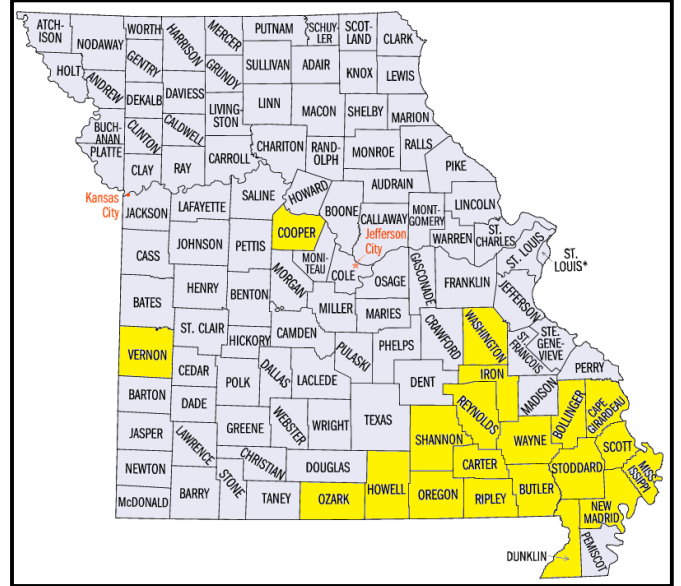 ATCH-
ISON
NODAWAY
WORTH
HARRISON
MERCER
PUTNAM
SCHUY
LER
SCOT-
LAND
CLARK
HOLT
ANDREW
GENTRY
GRUNDY
SULLIVAN
ADAIR
KNOX
LEWIS
DEKALB
DAVIESS
LIVING-
STON
LINN
MACON
SHELBY
MARION
BUCH-
ANAN
CLINTON
CALDWELL
PLATTE
CLAY
RAY
CARROLL
CHARITON
RAND-
OLPH
MONROE
RALLS
PIKE
Kansas
City
JACKSON
LAFAYETTE
SALINE
HOWARD
BOONE
AUDRAIN
CALLAWAY
MONT-
GOMERY
LINCOLN
WARREN
ST.
CHARLES
ST. LOUIS
ST.
LOUIS*
CASS
JOHNSON
PETTIS
COOPER
MONI-
TEAU
Jefferson
City
COLE
OSAGE
GASCONADE
FRANKLIN
JEFFERSON
BATES
HENRY
BENTON
MORGAN
MILLER
MARIES
CRAWFORD
WASHINGTON
ST.
FRANCOIS
STE.
GENE-
VIEVE
PERRY
VERNON
ST. CLAIR
HICKORY
CAMDEN
PULASKI
PHELPS
DENT
IRON
MADISON
CEDAR
POLK
DALLAS
LACLEDE
BARTON
DADE
GREENE
WEBSTER
WRIGHT
TEXAS
REYNOLDS
BOLLINGER
CAPE
GIRARDEAU
JASPER
LAWRENCE
CHRISTIAN
SHANNON
WAYNE
SCOTT
NEWTON
STONE
DOUGLAS
CARTER
STODDARD
MISS-
ISSIPPI
MCDONALD
BARRY
TANEY
OZARK
HOWELL
OREGON
RIPLEY
BUTLER
NEW
MADRID
DUNKLIN
PEMISCOT